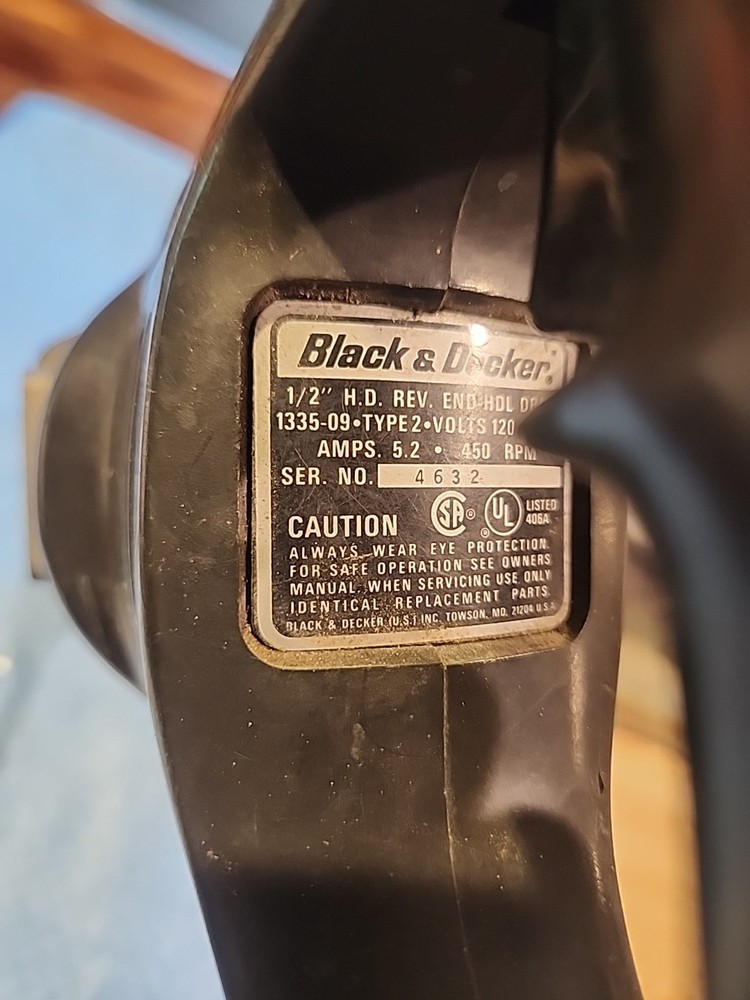 Black & Decker®
1/2" H.D. REV. END HDL
1335-09•TYPE 2•VOLTS 120
AMPS. 5.2 • 450 RPM
SER. NO. 4632
CSA® UL® LISTED 406A
CAUTION
ALWAYS WEAR EYE PROTECTION.
FOR SAFE OPERATION SEE OWNERS
MANUAL. WHEN SERVICING USE ONLY
IDENTICAL REPLACEMENT PARTS.
BLACK & DECKER (U.S.) INC. TOWSON, MD. 21204 U.S.A.